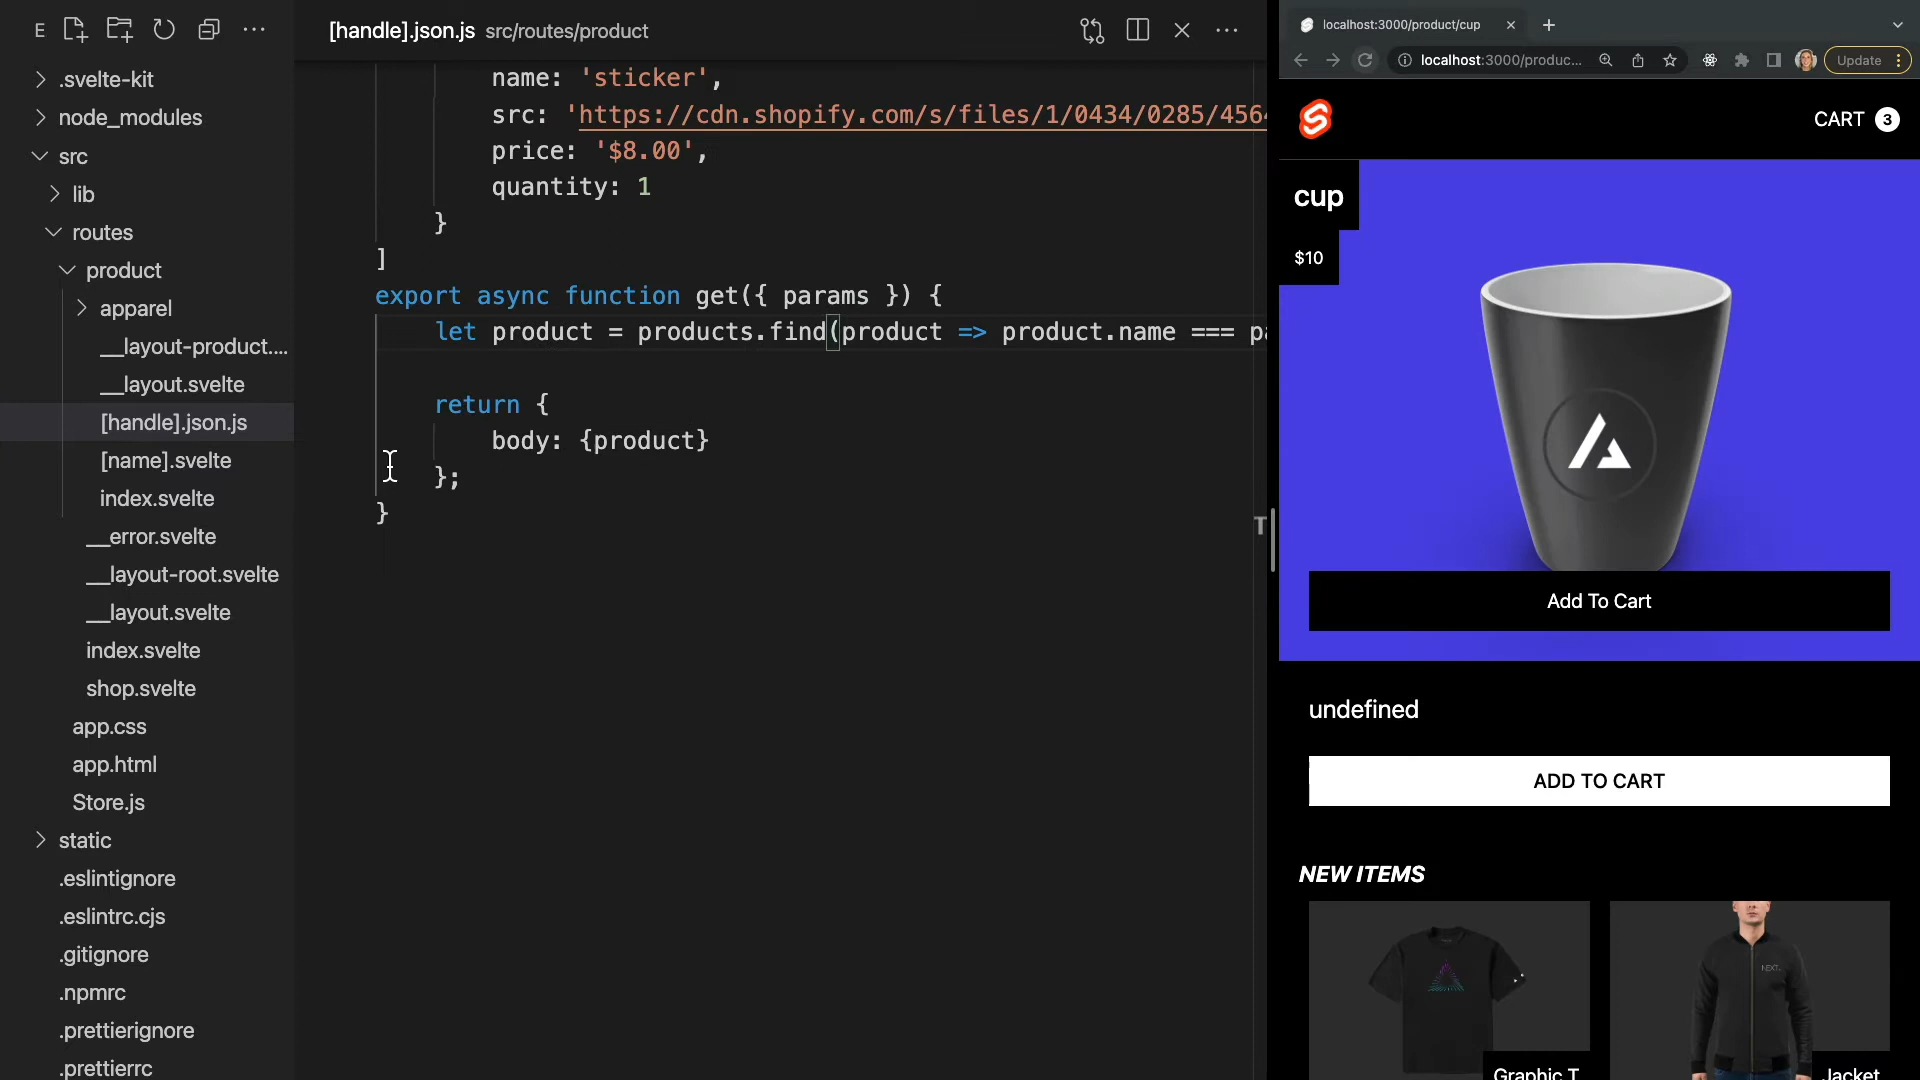 E
.svelte-kit
node_modules
src
lib
routes
product
apparel
__layout-product....
__layout.svelte
[handle].json.js
[name].svelte
index.svelte
__error.svelte
__layout-root.svelte
__layout.svelte
index.svelte
shop.svelte
app.css
app.html
Store.js
static
.eslintignore
.eslintrc.cjs
.gitignore
.npmrc
.prettierignore
.prettierrc
[handle].json.js src/routes/product
name: 'sticker',
src: 'https://cdn.shopify.com/s/files/1/0434/0285/4564
price: '$8.00',
quantity: 1
}
]
export async function get({ params }) {
let product = products.find(product => product.name === pa
return {
body: {product}
};
}
T
localhost:3000/product/cup
localhost:3000/produc...
Update
CART 3
cup
$10
Add To Cart
undefined
ADD TO CART
NEW ITEMS
NEXT
Graphic T
Jacket